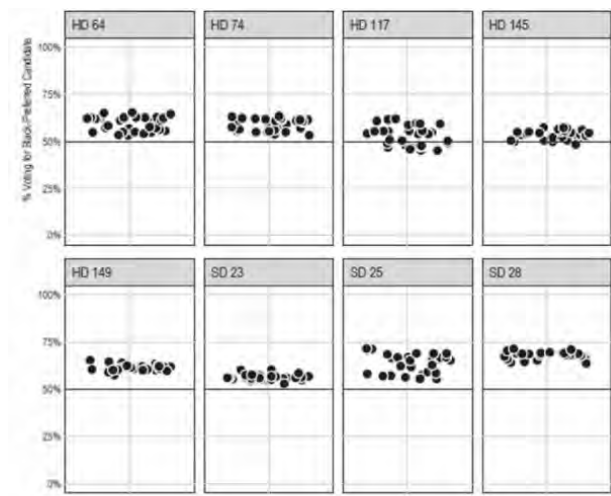 HD 64
HD 74
HD 117
HD 145
% Voting for Black-Preferred Candidate
100%
75%
50%
25%
0%
HD 149
SD 23
SD 25
SD 28
100%
75%
50%
25%
0%